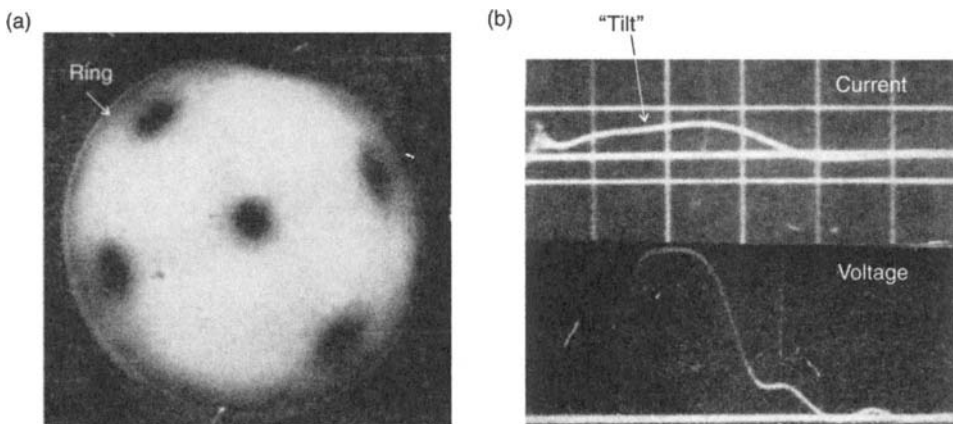 (a)
Ring
(b)
“Tilt”
Current
Voltage